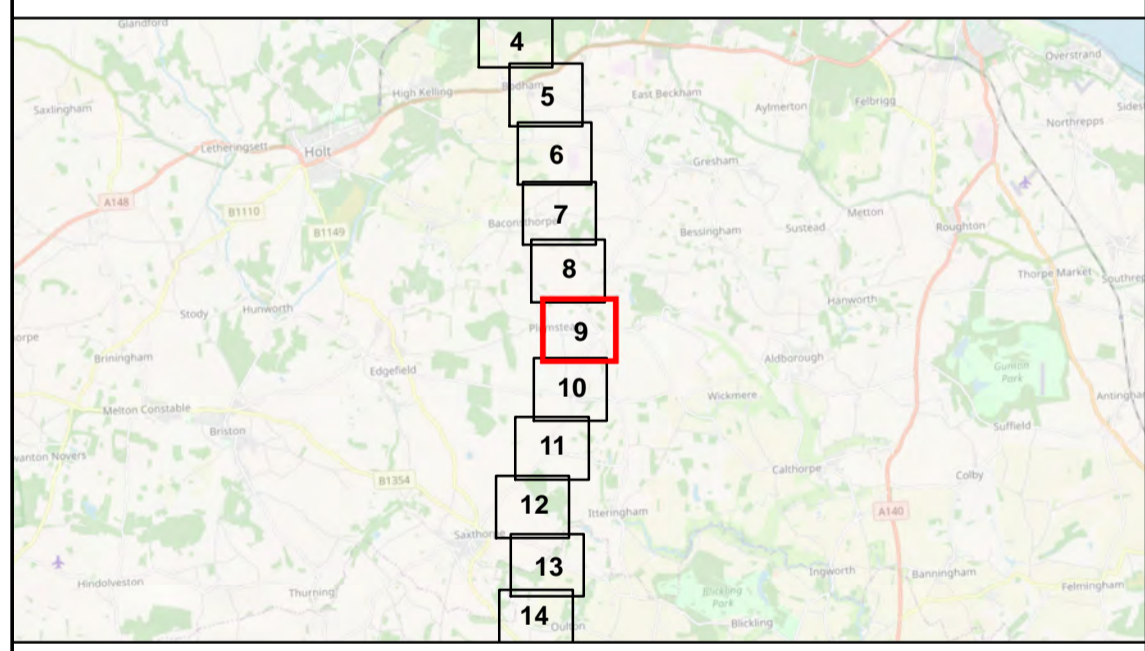 Glandford
4
Overstrand
High Kelling
Bodham
5
East Beckham
Aylmerton
Felbrigg
Saxlingham
Northrepps
Letheringsett
Holt
6
Gresham
A148
B1110
B1149
Baconsthorpe
7
Bessingham
Metton
Sustead
Roughton
8
Thorpe Market
Stody
Hunworth
Hanworth
Plumstead
9
Briningham
Edgefield
Aldborough
Gunton
Park
10
Melton Constable
Wickmere
Briston
Suffield
11
Calthorpe
Colby
B1354
12
Itteringham
A140
13
Hindolveston
Thurning
Ingworth
Banningham
Felmingham
Blickling
Park
14
Oulton
Blickling